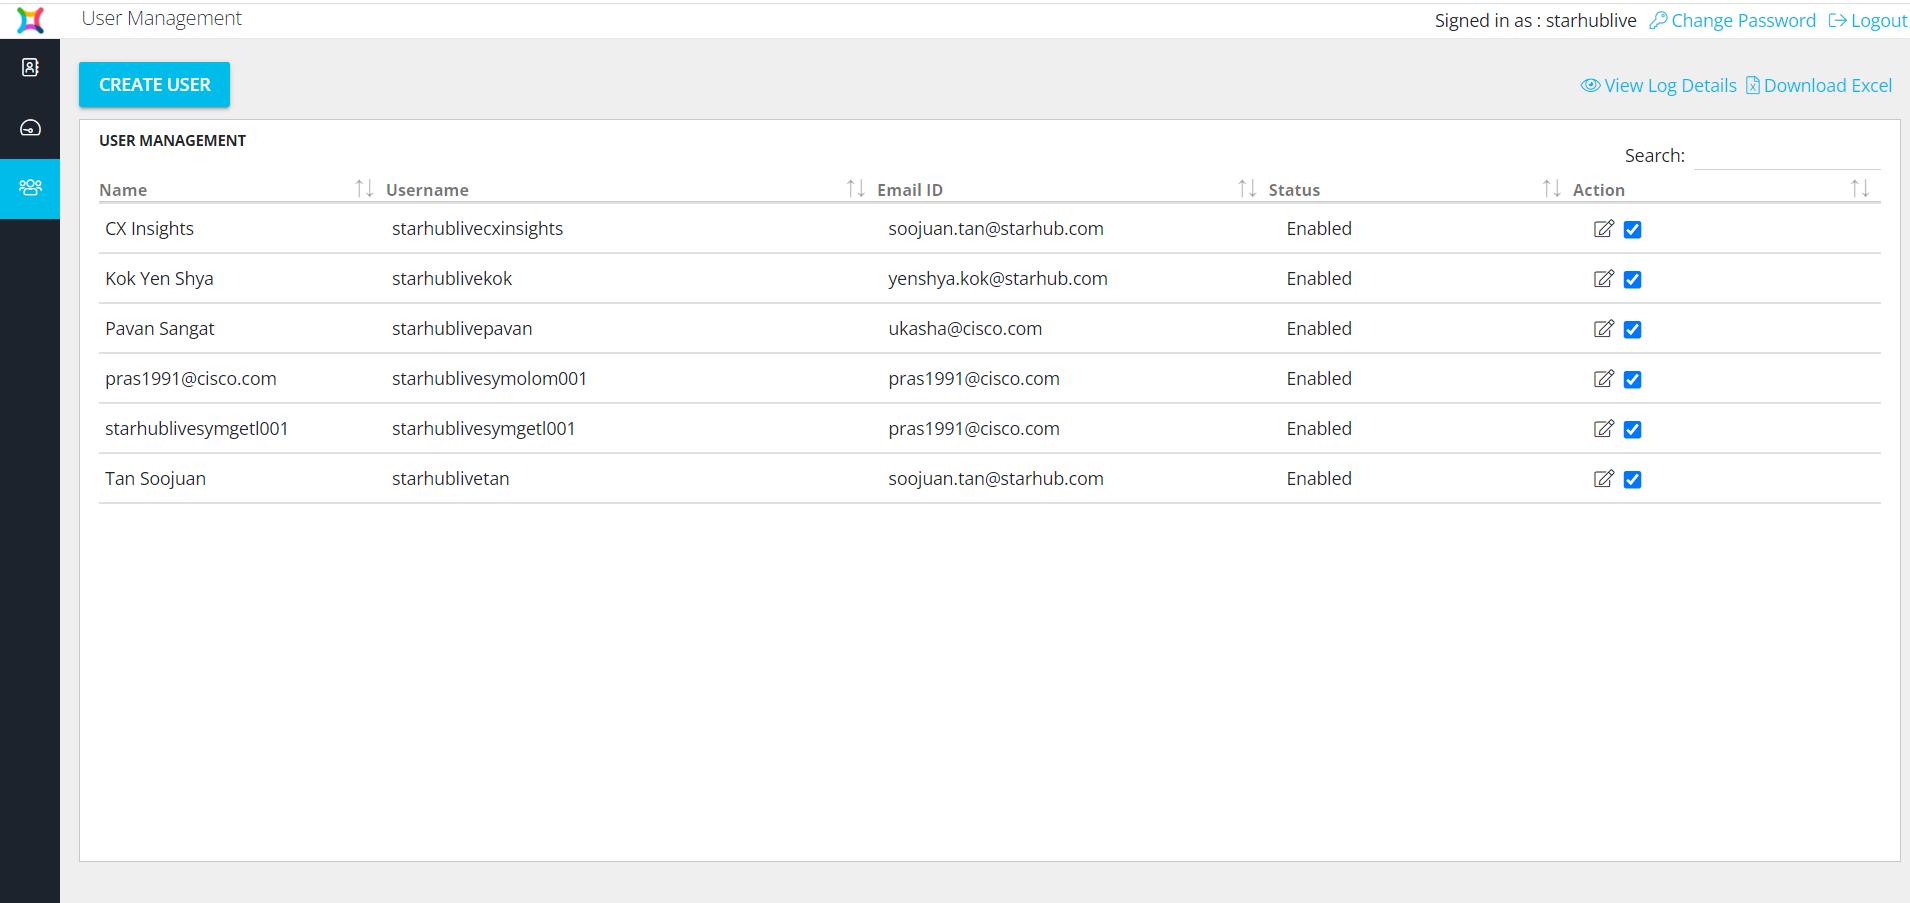 User Management
Signed in as : starhublive Change Password Logout
CREATE USER
View Log Details Download Excel
USER MANAGEMENT
Search:
Name Username Email ID Status Action
CX Insights starhublivecxinsights soojuan.tan@starhub.com Enabled
Kok Yen Shya starhublivekok yenshya.kok@starhub.com Enabled
Pavan Sangat starhublivepavan ukasha@cisco.com Enabled
pras1991@cisco.com starhublivesymolom001 pras1991@cisco.com Enabled
starhublivesymgetl001 starhublivesymgetl001 pras1991@cisco.com Enabled
Tan Soojuan starhublivetan soojuan.tan@starhub.com Enabled